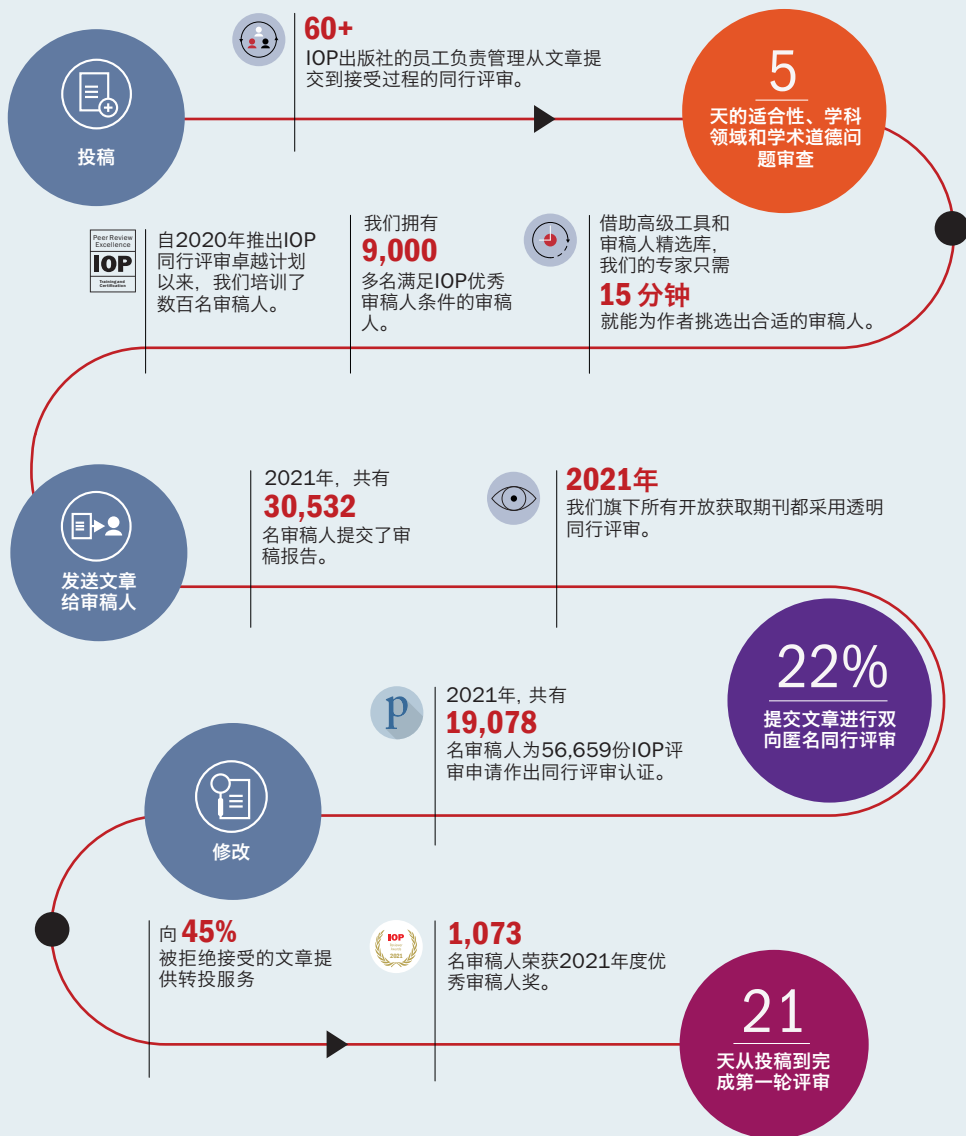 60+
IOP出版社的员工负责管理从文章提
交到接受过程的同行评审。
投稿
5
天的适合性、学科
领域和学术道德问
题审查
Peer Review
Excellence
IOP
Training and
Certification
自2020年推出IOP
同行评审卓越计划
以来，我们培训了
数百名审稿人。
我们拥有
9,000
多名满足IOP优秀
审稿人条件的审稿
人。
借助高级工具和
审稿人精选库，
我们的专家只需
15 分钟
就能为作者挑选出合适的审稿人。
发送文章
给审稿人
2021年，共有
30,532
名审稿人提交了审
稿报告。
2021年
我们旗下所有开放获取期刊都采用透明
同行评审。
22%
提交文章进行双
向匿名同行评审
p
2021年, 共有
19,078
名审稿人为56,659份IOP评
审申请作出同行评审认证。
修改
向 45%
被拒绝接受的文章提
供转投服务
IOP
2021
1,073
名审稿人荣获2021年度优
秀审稿人奖。
21
天从投稿到完
成第一轮评审